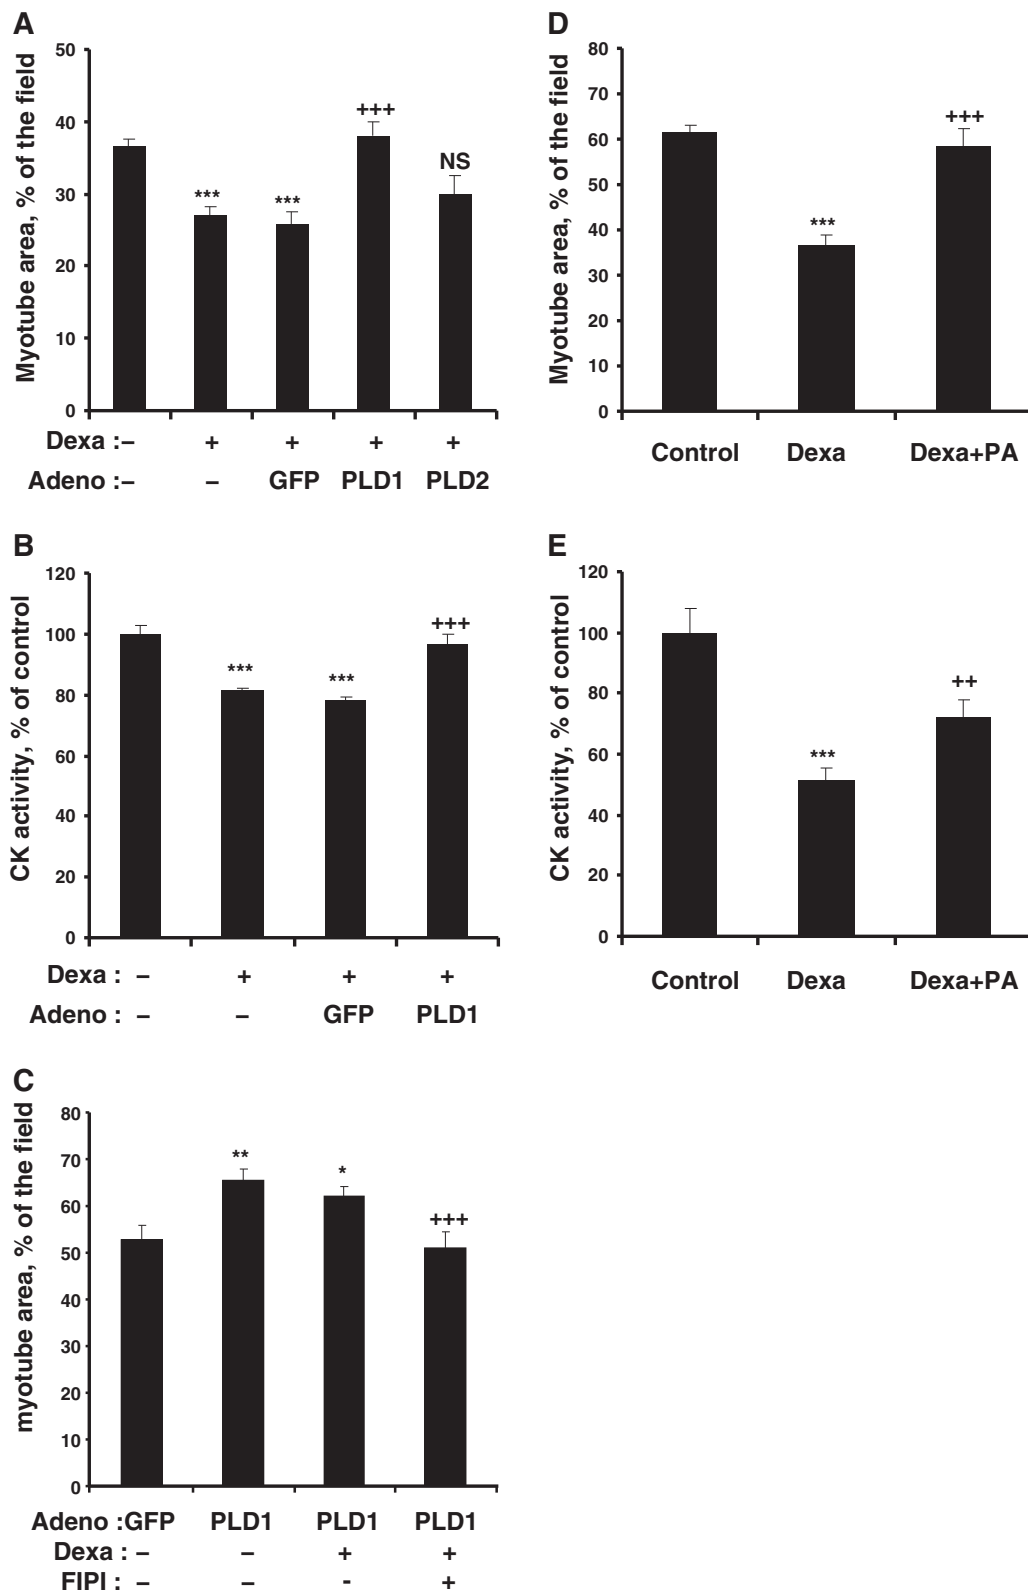 A
Myotube area, % of the field
50
40
30
20
10
0
*** *** +++ NS
Dexa :– + + + +
Adeno :– – GFP PLD1 PLD2
D
Myotube area, % of the field
80
70
60
50
40
30
20
10
0
*** +++
Control Dexa Dexa+PA
B
CK activity, % of control
120
100
80
60
40
20
0
*** *** +++
Dexa : – + + +
Adeno : – – GFP PLD1
E
CK activity, % of control
120
100
80
60
40
20
0
*** ++
Control Dexa Dexa+PA
C
myotube area, % of the field
80
70
60
50
40
30
20
10
0
** * +++
Adeno :GFP PLD1 PLD1 PLD1
Dexa : – – + +
FIPI : – – - +